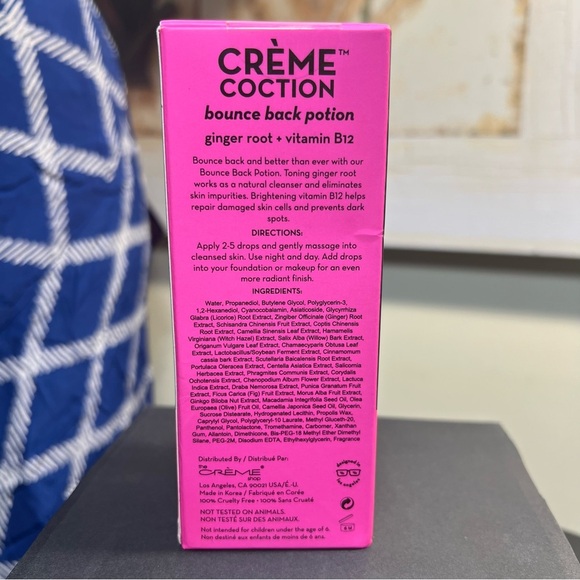 CRÈME™
COCTION
bounce back potion
ginger root + vitamin B12
Bounce back and better than ever with our
Bounce Back Potion. Toning ginger root
works as a natural cleanser and eliminates
skin impurities. Brightening vitamin B12 helps
repair damaged skin cells and prevents dark
spots.
DIRECTIONS:
Apply 2-5 drops and gently massage into
cleansed skin. Use night and day. Add drops
into your foundation or makeup for an even
more radiant finish.
INGREDIENTS:
Water, Propanediol, Butylene Glycol, Polyglycerin-3,
1,2-Hexanediol, Cyanocobalamin, Asiaticoside, Glycyrrhiza
Glabra (Licorice) Root Extract, Zingiber Officinale (Ginger) Root
Extract, Schisandra Chinensis Fruit Extract, Coptis Chinensis
Root Extract, Camellia Sinensis Leaf Extract, Hamamelis
Virginiana (Witch Hazel) Extract, Salix Alba (Willow) Bark Extract,
Origanum Vulgare Leaf Extract, Chamaecyparis Obtusa Leaf
Extract, Lactobacillus/Soybean Ferment Extract, Cinnamomum
cassia bark Extract, Scutellaria Baicalensis Root Extract,
Portulaca Oleracea Extract, Centella Asiatica Extract, Salicornia
Herbacea Extract, Phragmites Communis Extract, Corydalis
Ochotensis Extract, Chenopodium Album Flower Extract, Lactuca
Indica Extract, Draba Nemorosa Extract, Punica Granatum Fruit
Extract, Ficus Carica (Fig) Fruit Extract, Morus Alba Fruit Extract,
Ginkgo Biloba Nut Extract, Macadamia Integrifolia Seed Oil, Olea
Europaea (Olive) Fruit Oil, Camellia Japonica Seed Oil, Glycerin,
Sucrose Distearate, Hydrogenated Lecithin, Propolis Wax,
Caprylyl Glycol, Polyglyceryl-10 Laurate, Methyl Gluceth-20,
Panthenol, Pantolactone, Tromethamine, Carbomer, Xanthan
Gum, Allantoin, Dimethicone, Bis-PEG-18 Methyl Ether Dimethyl
Silane, PEG-2M, Disodium EDTA, Ethylhexylglycerin, Fragrance
Distributed By / Distribué Par:
the
CRÈME®
shop
Los Angeles, CA 90021 USA/É.U.
Made in Korea / Fabriqué en Corée
100% Cruelty Free • 100% Sans Cruauté
NOT TESTED ON ANIMALS.
NON TESTÉ SUR DES ANIMAUX.
Not intended for children under the age of 6.
Non destiné aux enfants de moins de 6 ans.
designed in
los angeles
6 M